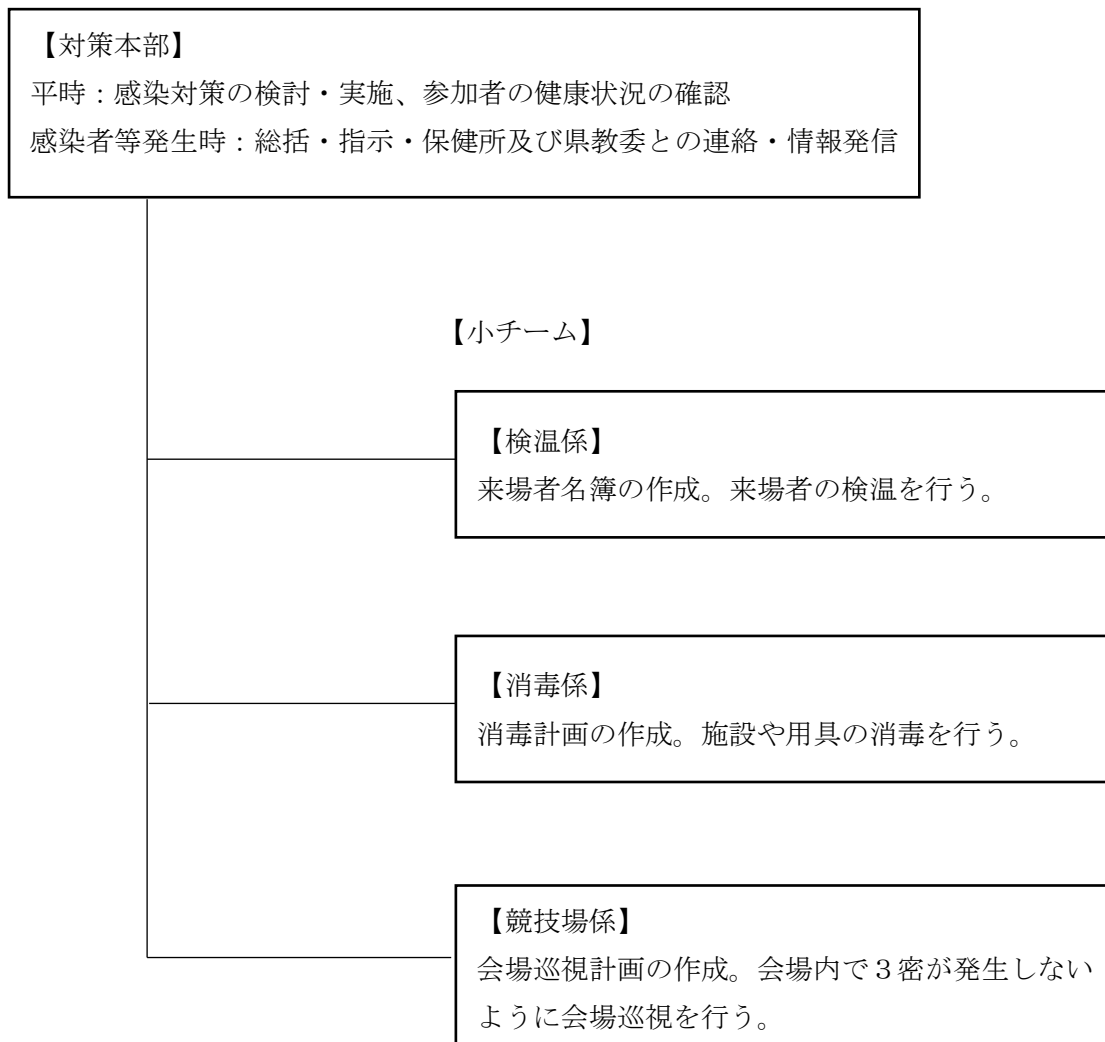 【対策本部】
平時：感染対策の検討・実施、参加者の健康状況の確認
感染者等発生時：総括・指示・保健所及び県教委との連絡・情報発信
【小チーム】
【検温係】
来場者名簿の作成。来場者の検温を行う。
【消毒係】
消毒計画の作成。施設や用具の消毒を行う。
【競技場係】
会場巡視計画の作成。会場内で３密が発生しない
ように会場巡視を行う。